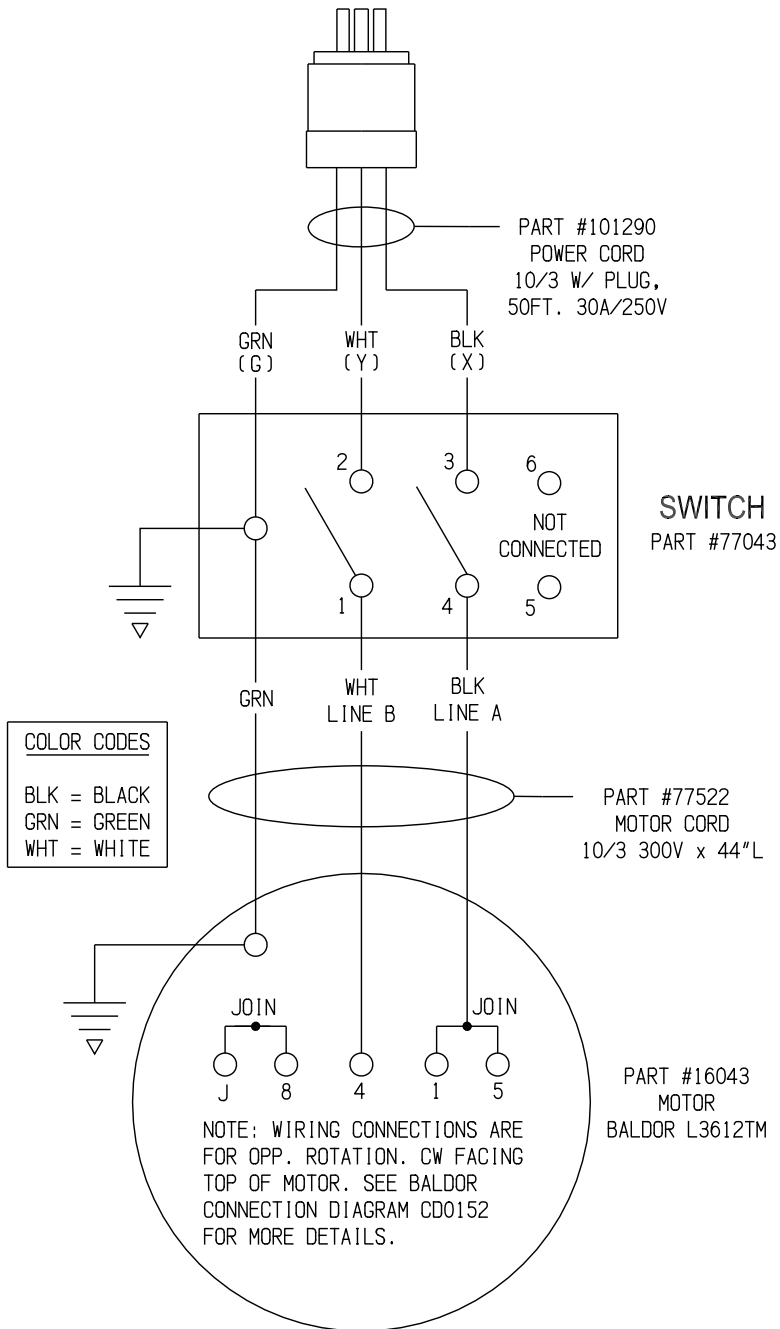 PART #101290
POWER CORD
10/3 W/ PLUG,
50FT. 30A/250V
GRN
(G)
WHT
(Y)
BLK
(X)
2
3
6
NOT
CONNECTED
1
4
5
SWITCH
PART #77043
GRN
WHT
LINE B
BLK
LINE A
COLOR CODES
BLK = BLACK
GRN = GREEN
WHT = WHITE
PART #77522
MOTOR CORD
10/3 300V x 44"L
JOIN
JOIN
J
8
4
1
5
PART #16043
MOTOR
BALDOR L3612TM
NOTE: WIRING CONNECTIONS ARE
FOR OPP. ROTATION. CW FACING
TOP OF MOTOR. SEE BALDOR
CONNECTION DIAGRAM CD0152
FOR MORE DETAILS.